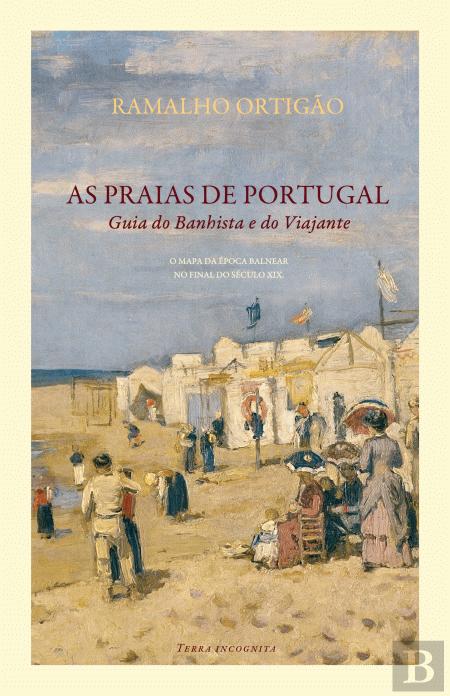 RAMALHO ORTIGÃO
AS PRAIAS DE PORTUGAL
Guia do Banhista e do Viajante
O MAPA DA ÉPOCA BALNEAR
NO FINAL DO SÉCULO XIX.
TERRA INCOGNITA
B